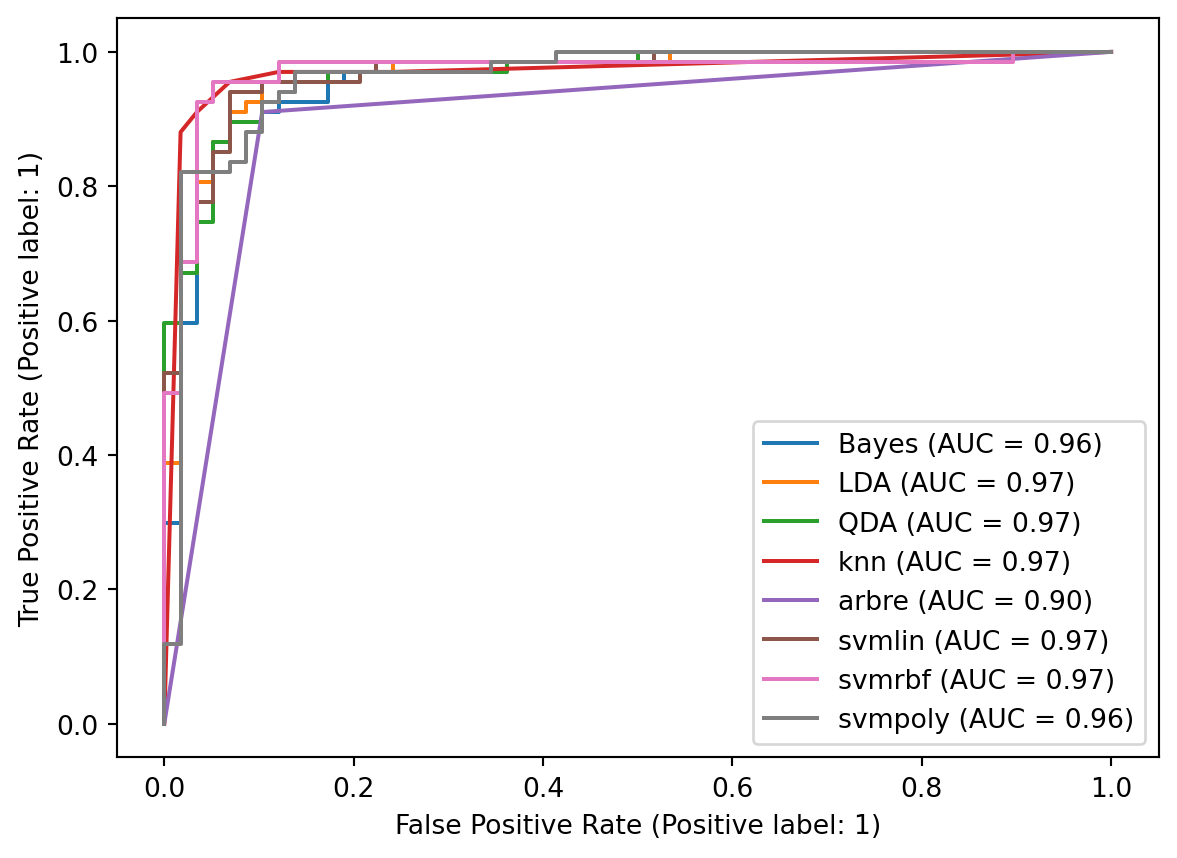 1.0
0.8
0.6
0.4
0.2
0.0
True Positive Rate (Positive label: 1)
Bayes (AUC = 0.96)
LDA (AUC = 0.97)
QDA (AUC = 0.97)
knn (AUC = 0.97)
arbre (AUC = 0.90)
svmlin (AUC = 0.97)
svmrbf (AUC = 0.97)
svmpoly (AUC = 0.96)
0.0 0.2 0.4 0.6 0.8 1.0
False Positive Rate (Positive label: 1)